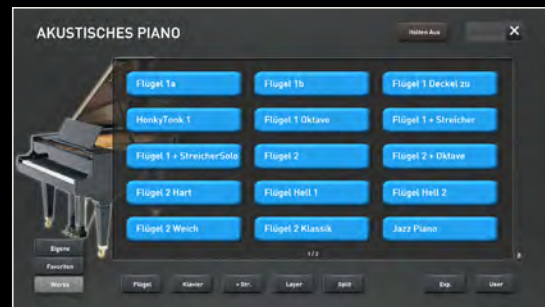 AKUSTISCHES PIANO
Halten Aus
X
Flügel 1a
Flügel 1b
Flügel 1 Deckel zu
HonkyTonk 1
Flügel 1 Oktave
Flügel 1 + Streicher
Flügel 1 + StreicherSolo
Flügel 2
Flügel 2 + Oktave
Flügel 2 Hart
Flügel Hell 1
Flügel Hell 2
Flügel 2 Weich
Flügel 2 Klassik
Jazz Piano
1 / 2
Eigene
Favoriten
Werks
Flügel
Klavier
+ Str.
Layer
Split
Exp.
User